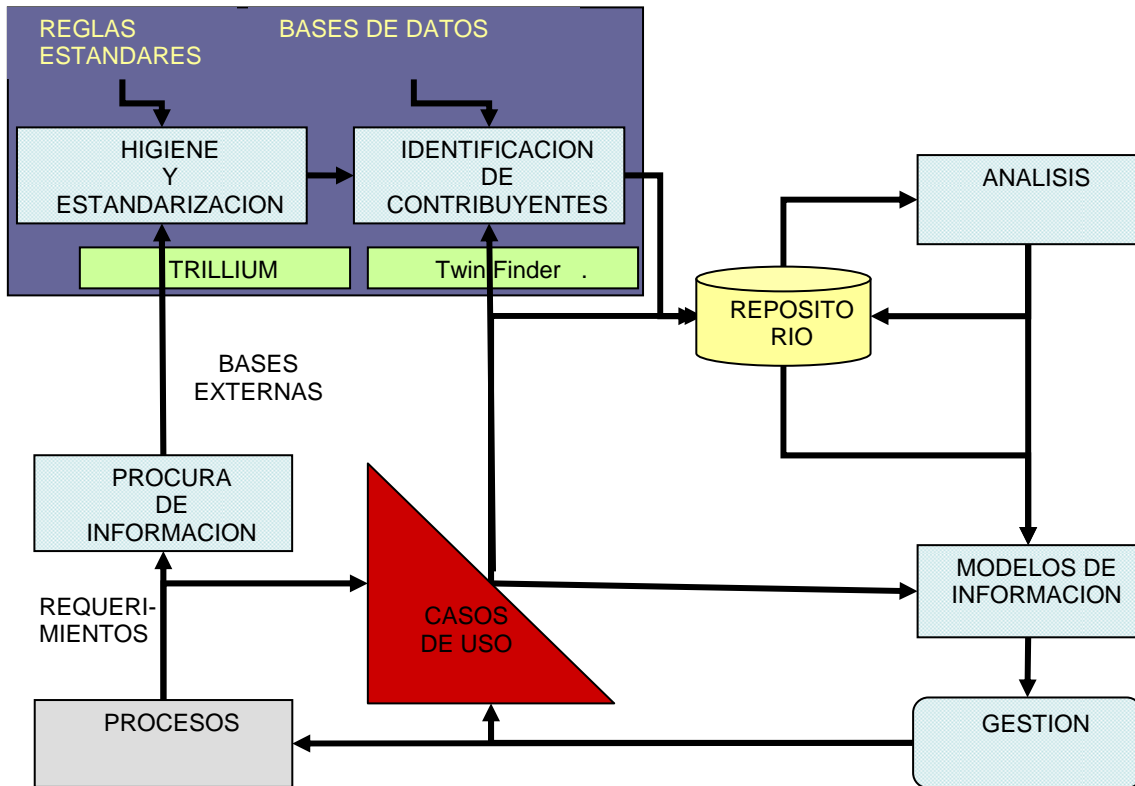 REGLAS
ESTANDARES
BASES DE DATOS
HIGIENE
Y
ESTANDARIZACION
IDENTIFICACION
DE
CONTRIBUYENTES
ANALISIS
TRILLIUM
Twin Finder .
REPOSITO
RIO
BASES
EXTERNAS
PROCURA
DE
INFORMACION
MODELOS DE
INFORMACION
REQUERI-
MIENTOS
CASOS
DE USO
PROCESOS
GESTION